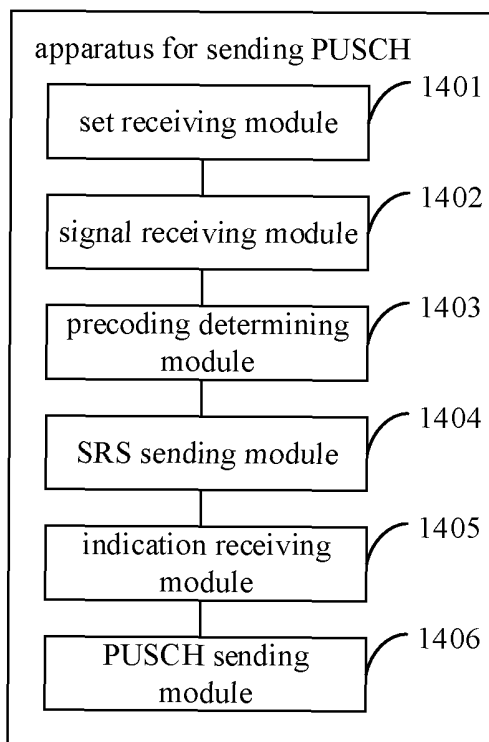 apparatus for sending PUSCH
1401
set receiving module
1402
signal receiving module
1403
precoding determining
module
1404
SRS sending module
1405
indication receiving
module
1406
PUSCH sending
module